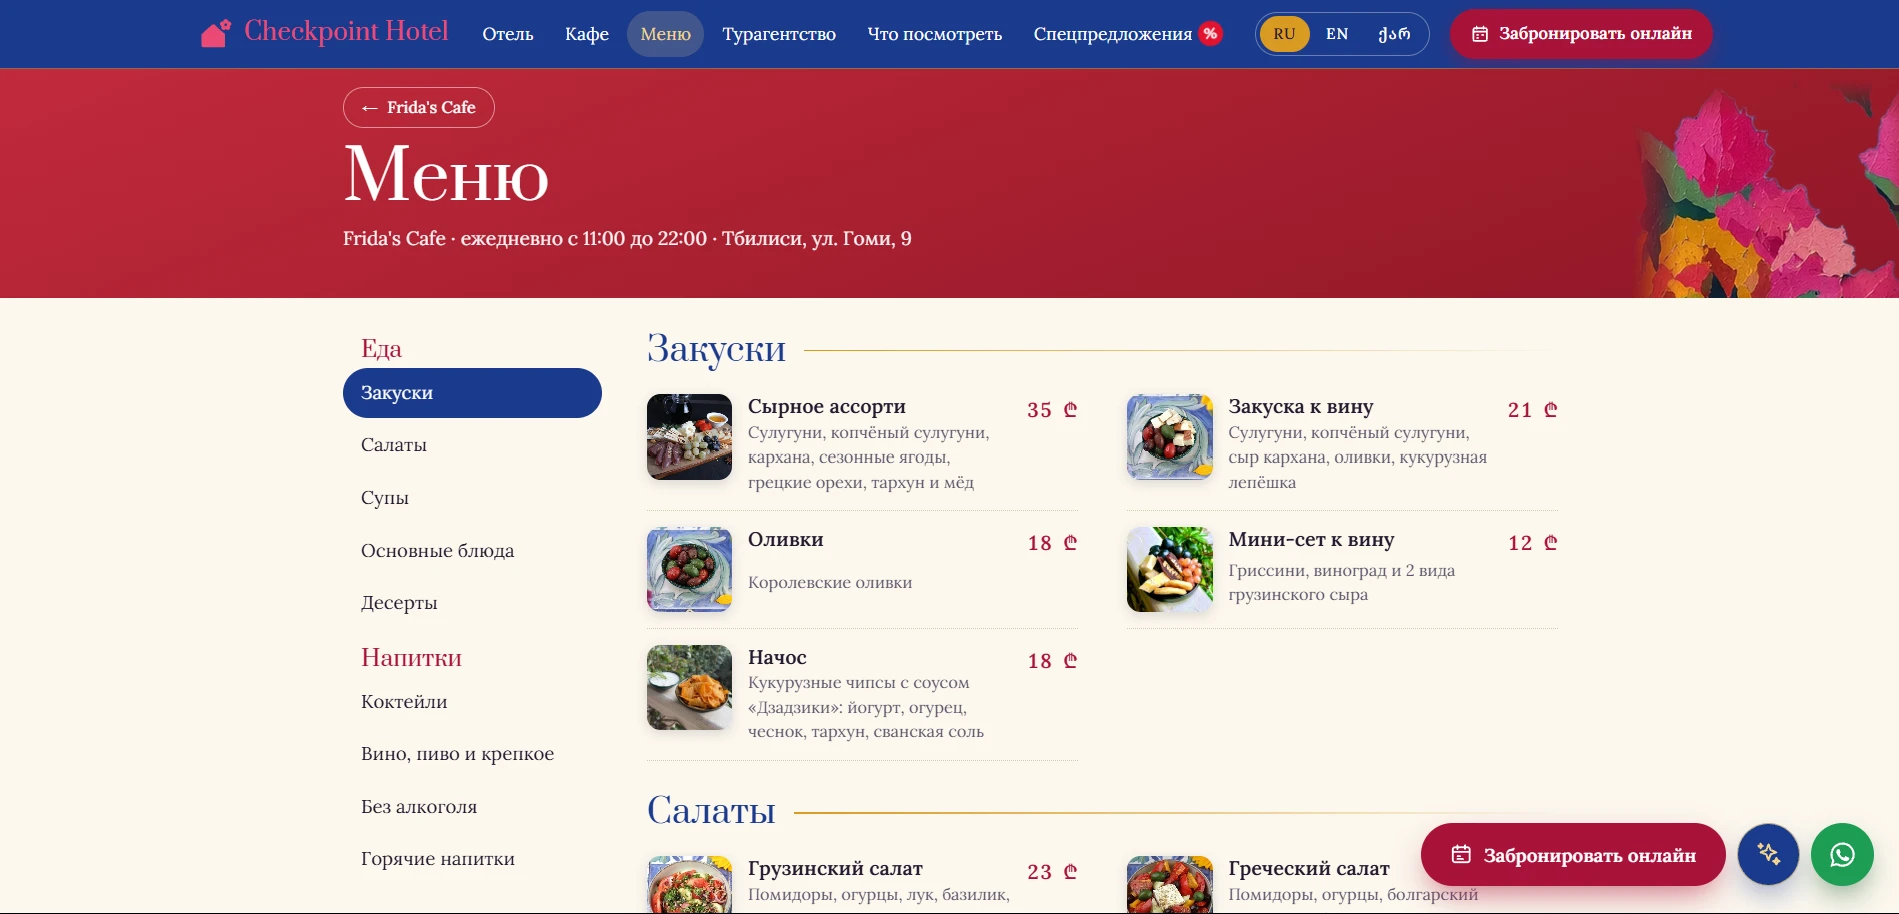 Checkpoint Hotel
Отель
Кафе
Меню
Турагентство
Что посмотреть
Спецпредложения %
RU
EN
ქარ
Забронировать онлайн
← Frida's Cafe
Меню
Frida's Cafe · ежедневно с 11:00 до 22:00 · Тбилиси, ул. Гоми, 9
Еда
Закуски
Салаты
Супы
Основные блюда
Десерты
Напитки
Коктейли
Вино, пиво и крепкое
Без алкоголя
Горячие напитки
Закуски
Сырное ассорти
35 ₾
Сулугуни, копчёный сулугуни,
кархана, сезонные ягоды,
грецкие орехи, тархун и мёд
Закуска к вину
21 ₾
Сулугуни, копчёный сулугуни,
сыр кархана, оливки, кукурузная
лепёшка
Оливки
18 ₾
Королевские оливки
Мини-сет к вину
12 ₾
Гриссини, виноград и 2 вида
грузинского сыра
Начос
18 ₾
Кукурузные чипсы с соусом
«Дзадзики»: йогурт, огурец,
чеснок, тархун, сванская соль
Салаты
Грузинский салат
23 ₾
Помидоры, огурцы, лук, базилик,
Греческий салат
Помидоры, огурцы, болгарский
Забронировать онлайн